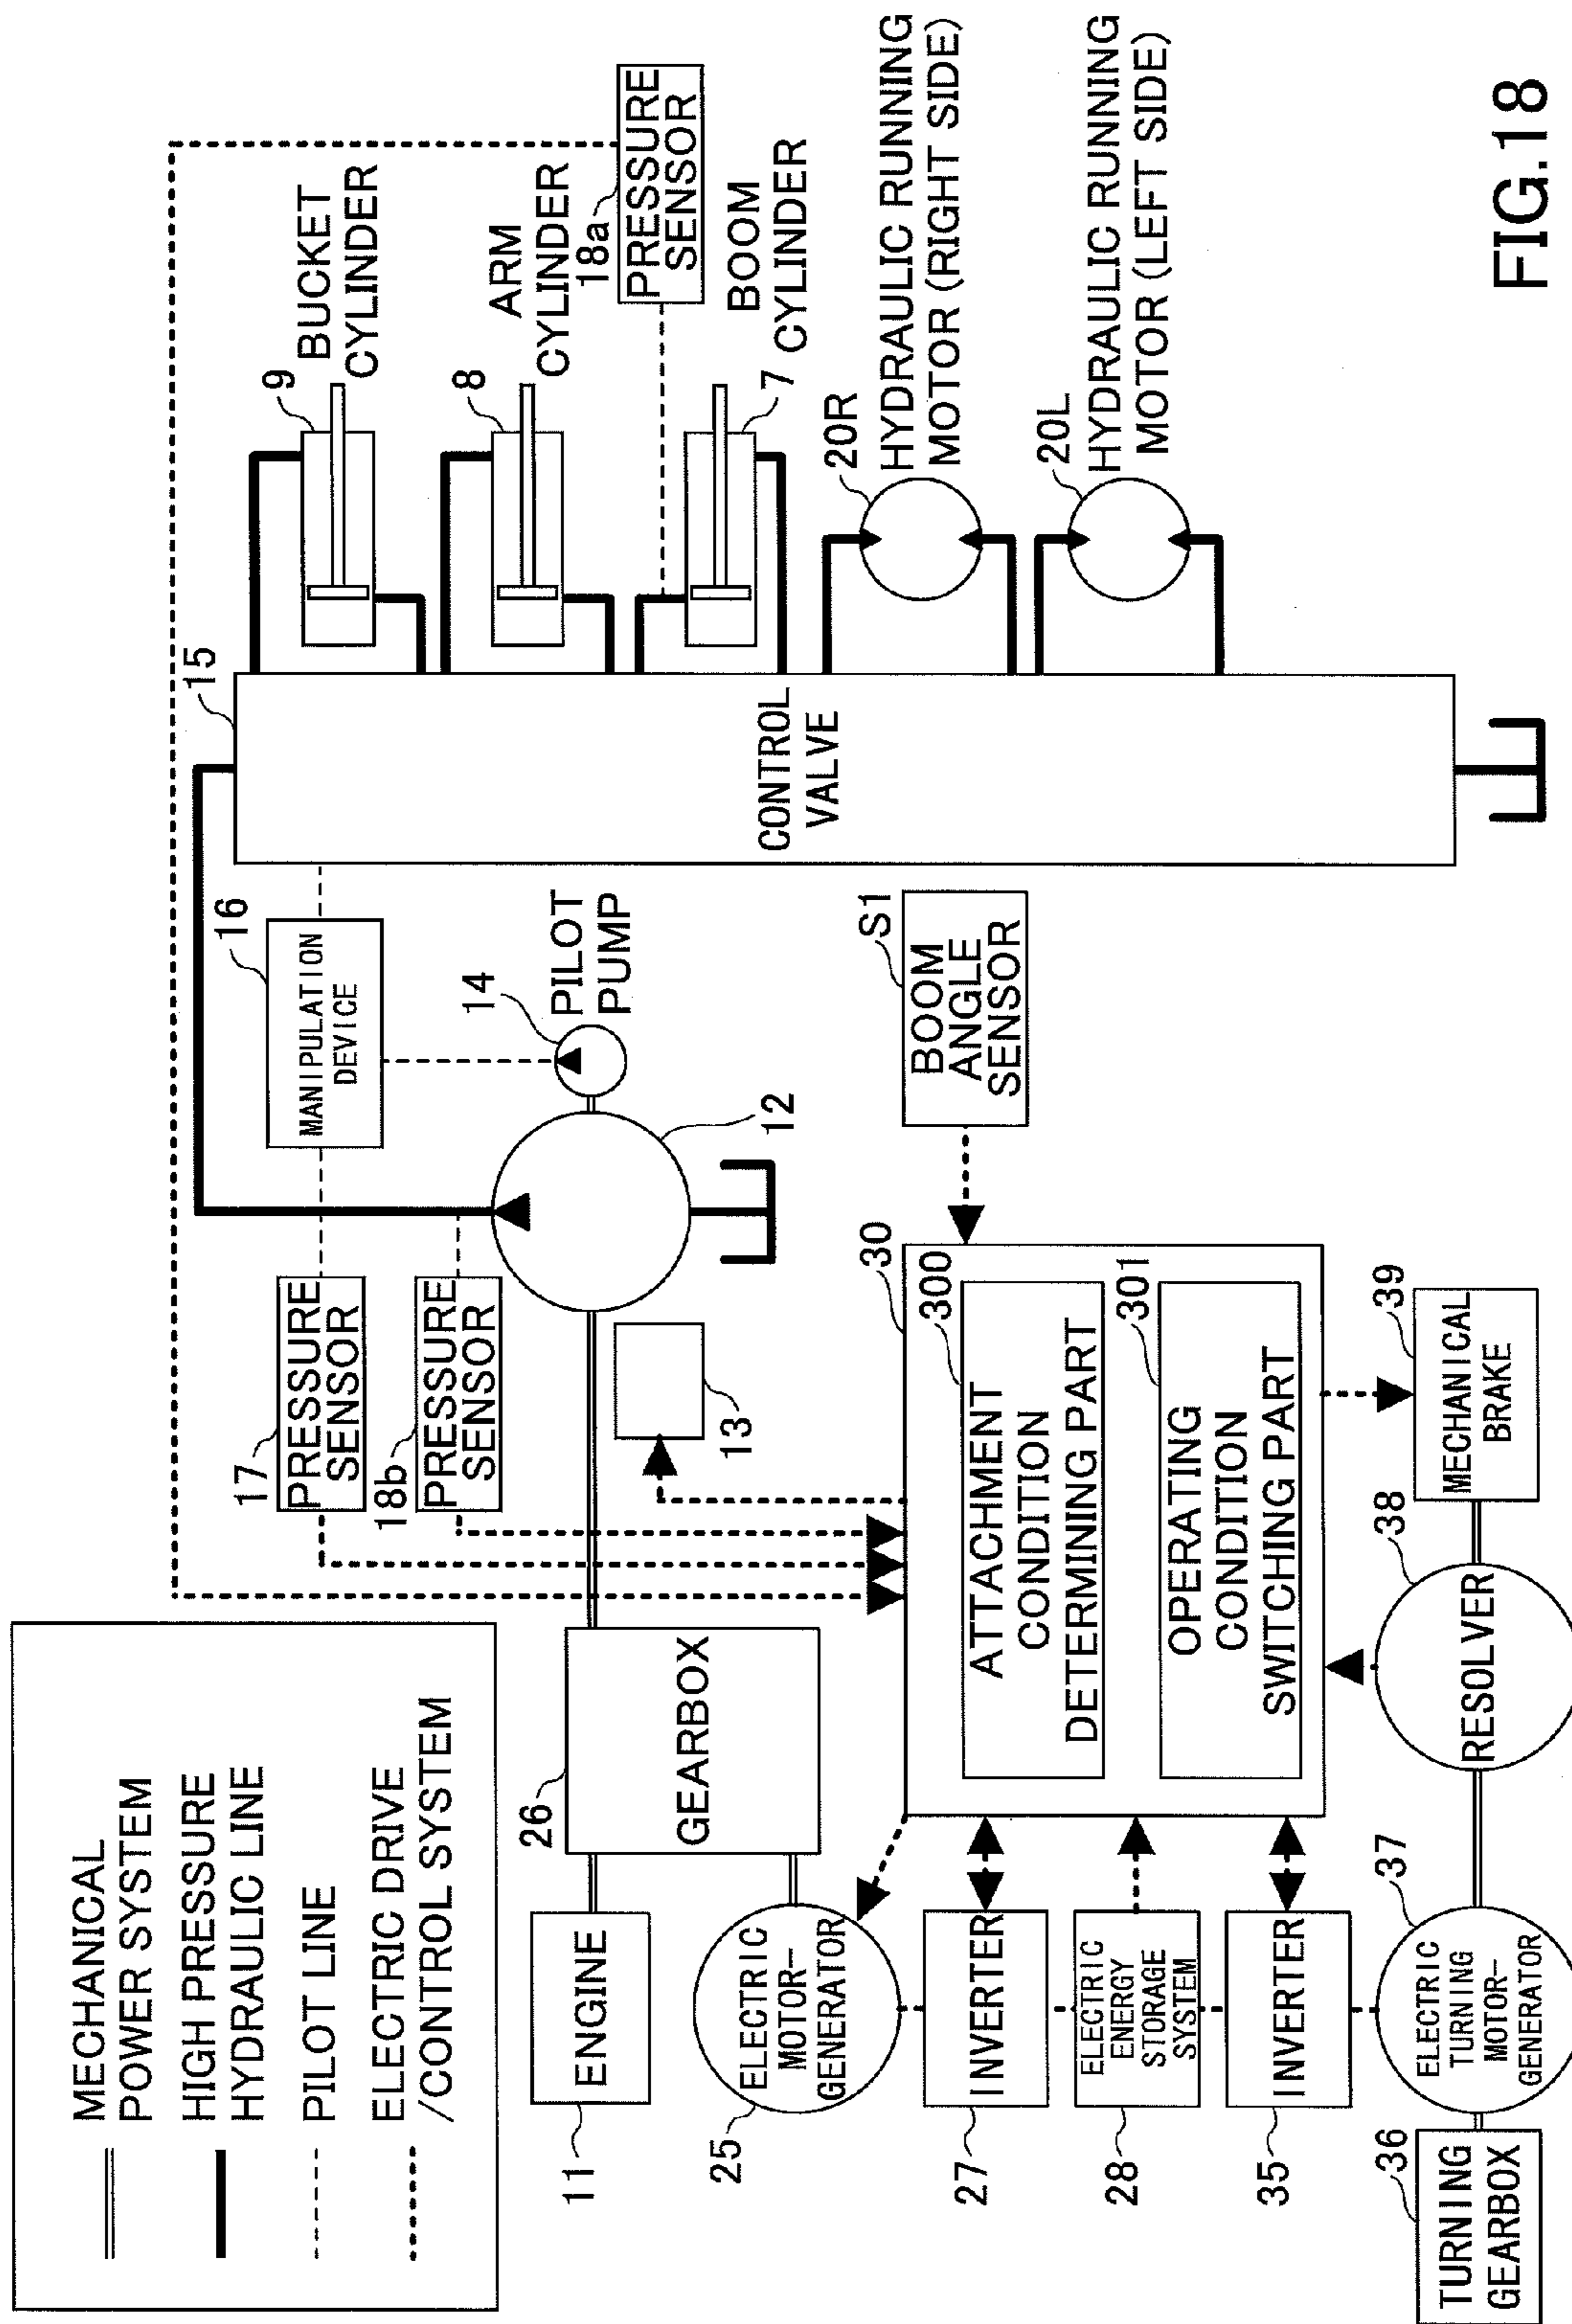 MECHANICAL
POWER SYSTEM
HIGH PRESSURE
HYDRAULIC LINE
PILOT LINE
ELECTRIC DRIVE
/CONTROL SYSTEM
15
9
BUCKET
CYLINDER
8
ARM
CYLINDER
18a
PRESSURE
SENSOR
7
BOOM
CYLINDER
20R
HYDRAULIC RUNNING
MOTOR (RIGHT SIDE)
20L
HYDRAULIC RUNNING
MOTOR (LEFT SIDE)
CONTROL
VALVE
16
MANIPULATION
DEVICE
14
PILOT
PUMP
12
17
PRESSURE
SENSOR
18b
PRESSURE
SENSOR
13
26
GEARBOX
11
ENGINE
25
ELECTRIC
MOTOR-
GENERATOR
S1
BOOM
ANGLE
SENSOR
30
300
ATTACHMENT
CONDITION
DETERMINING PART
301
OPERATING
CONDITION
SWITCHING PART
27
INVERTER
28
ELECTRIC
ENERGY
STORAGE
SYSTEM
35
INVERTER
39
MECHANICAL
BRAKE
38
RESOLVER
37
ELECTRIC
TURNING
MOTOR-
GENERATOR
36
TURNING
GEARBOX
FIG.18